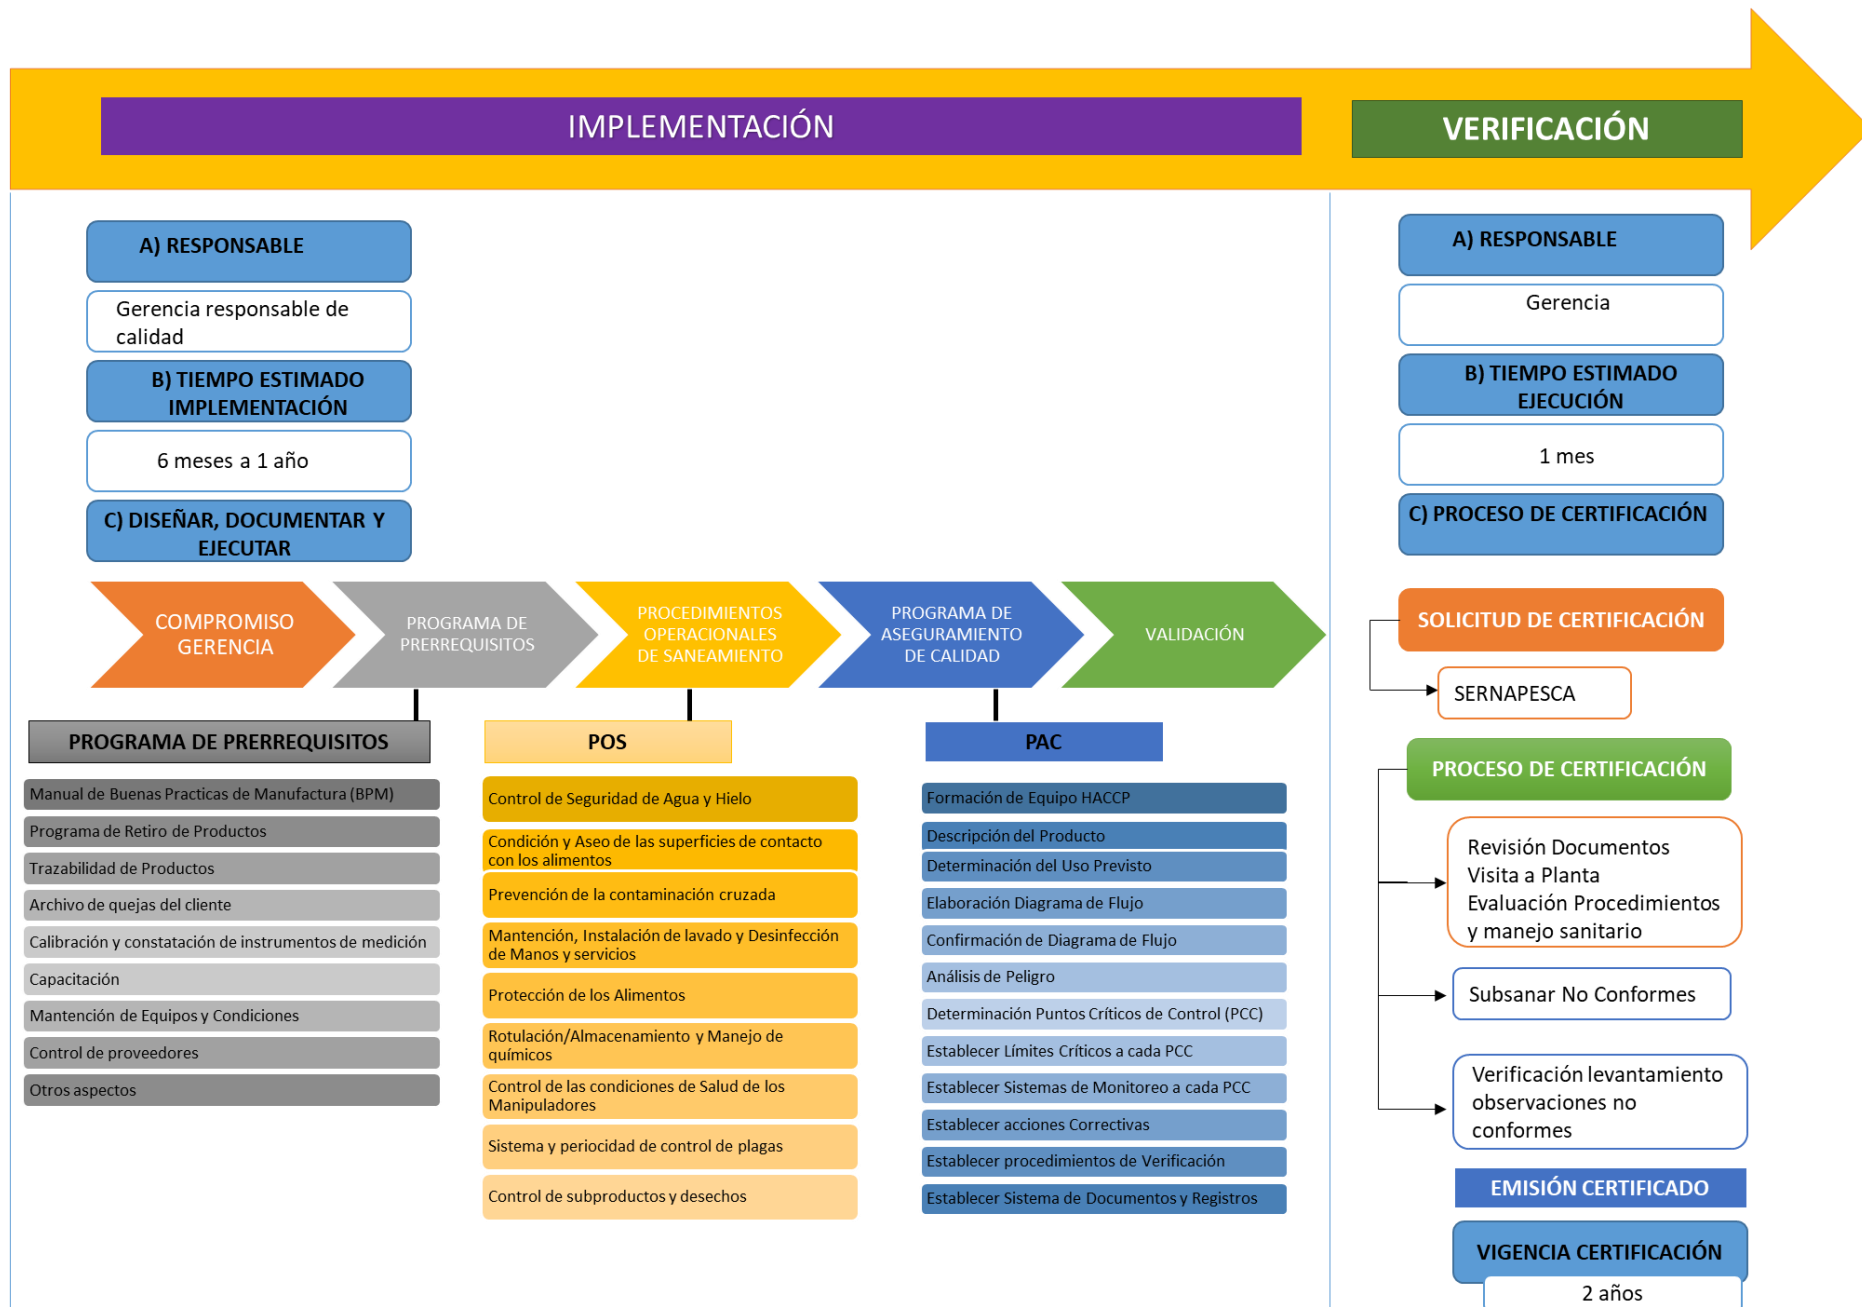 IMPLEMENTACIÓN
VERIFICACIÓN
A) RESPONSABLE
Gerencia responsable de
calidad
B) TIEMPO ESTIMADO
IMPLEMENTACIÓN
6 meses a 1 año
C) DISEÑAR, DOCUMENTAR Y
EJECUTAR
COMPROMISO
GERENCIA
PROGRAMA DE
PRERREQUISITOS
PROCEDIMIENTOS
OPERACIONALES
DE SANEAMIENTO
PROGRAMA DE
ASEGURAMIENTO
DE CALIDAD
VALIDACIÓN
PROGRAMA DE PRERREQUISITOS
Manual de Buenas Practicas de Manufactura (BPM)
Programa de Retiro de Productos
Trazabilidad de Productos
Archivo de quejas del cliente
Calibración y constatación de instrumentos de medición
Capacitación
Mantención de Equipos y Condiciones
Control de proveedores
Otros aspectos
POS
Control de Seguridad de Agua y Hielo
Condición y Aseo de las superficies de contacto
con los alimentos
Prevención de la contaminación cruzada
Mantención, Instalación de lavado y Desinfección
de Manos y servicios
Protección de los Alimentos
Rotulación/Almacenamiento y Manejo de
químicos
Control de las condiciones de Salud de los
Manipuladores
Sistema y periocidad de control de plagas
Control de subproductos y desechos
PAC
Formación de Equipo HACCP
Descripción del Producto
Determinación del Uso Previsto
Elaboración Diagrama de Flujo
Confirmación de Diagrama de Flujo
Análisis de Peligro
Determinación Puntos Críticos de Control (PCC)
Establecer Límites Críticos a cada PCC
Establecer Sistemas de Monitoreo a cada PCC
Establecer acciones Correctivas
Establecer procedimientos de Verificación
Establecer Sistema de Documentos y Registros
A) RESPONSABLE
Gerencia
B) TIEMPO ESTIMADO
EJECUCIÓN
1 mes
C) PROCESO DE CERTIFICACIÓN
SOLICITUD DE CERTIFICACIÓN
SERNAPESCA
PROCESO DE CERTIFICACIÓN
Revisión Documentos
Visita a Planta
Evaluación Procedimientos
y manejo sanitario
Subsanar No Conformes
Verificación levantamiento
observaciones no
conformes
EMISIÓN CERTIFICADO
VIGENCIA CERTIFICACIÓN
2 años